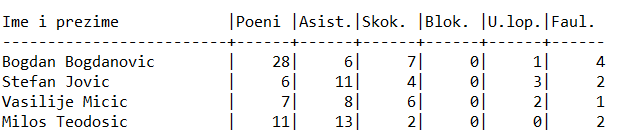 Ime i prezime           |Poeni |Asist.|Skok. |Blok. |U.lop.|Faul.
------------------------+------+------+------+------+------+------
Bogdan Bogdanovic       |    28|     6|     7|     0|     1|     4
Stefan Jovic            |     6|    11|     4|     0|     3|     2
Vasilije Micic          |     7|     8|     6|     0|     2|     1
Milos Teodosic          |    11|    13|     2|     0|     0|     2